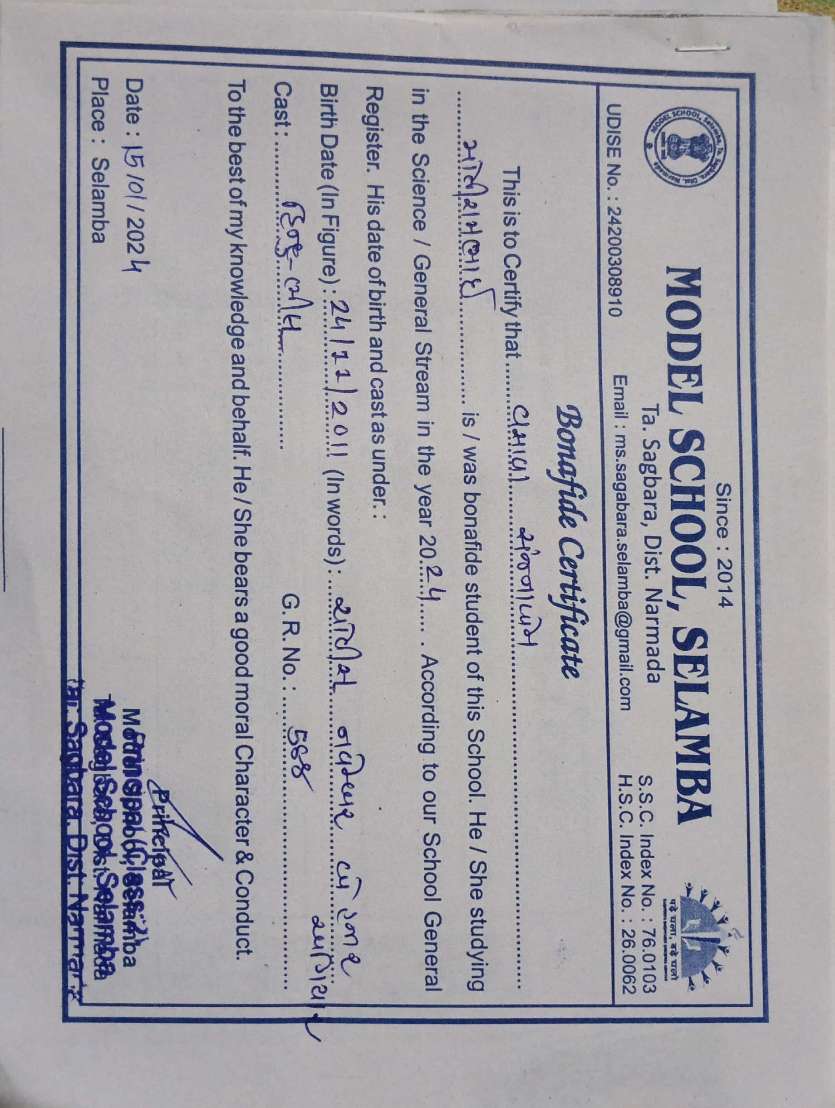 Since : 2014
MODEL SCHOOL, SELAMBA
Ta. Sagbara, Dist. Narmada
UDISE No. : 24200308910 Email : ms.sagabara.selamba@gmail.com
S.S.C. Index No. : 76.0103
H.S.C. Index No. : 26.0062
Bonafide Certificate
This is to Certify that વસાવા સંજનાબેન
is / was bonafide student of this School. He / She studying
in the Science / General Stream in the year 2024. According to our School General
Register. His date of birth and cast as under. :
Birth Date (In Figure) : 24/11/2011 (In words) :
Cast : હિન્દુ-ભીલ G. R. No. : 568
To the best of my knowledge and behalf. He / She bears a good moral Character & Conduct.
Date : 15/01/2024
Place : Selamba
Principal
Model School, Selamba
Ta. Sagbara, Dist. Narmada